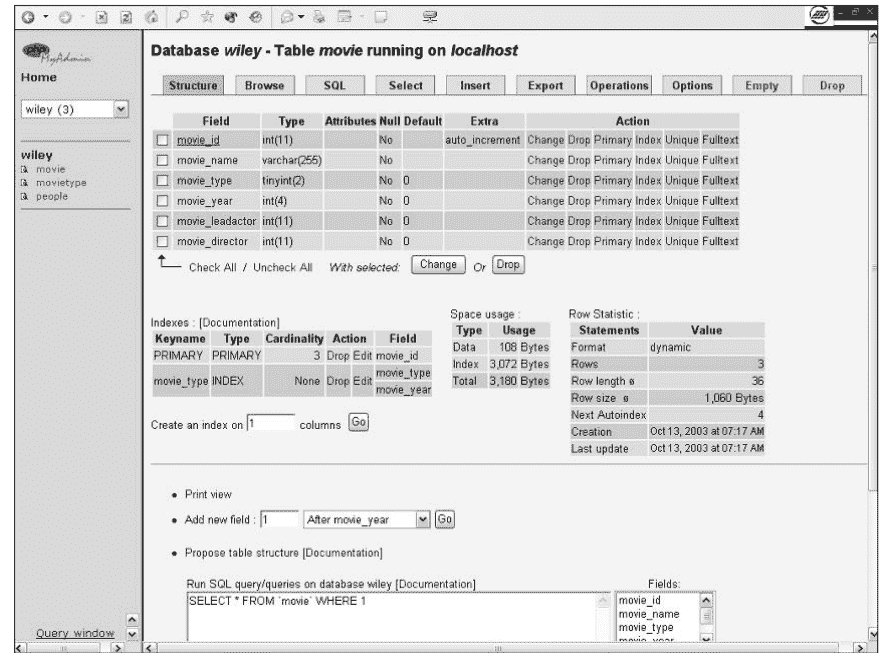 php
MyAdmin
Home
wiley (3)
wiley
movie
movietype
people
Query window
Database wiley - Table movie running on localhost
Structure Browse SQL Select Insert Export Operations Options Empty Drop
Field Type Attributes Null Default Extra Action
movie_id int(11) No auto_increment Change Drop Primary Index Unique Fulltext
movie_name varchar(255) No Change Drop Primary Index Unique Fulltext
movie_type tinyint(2) No 0 Change Drop Primary Index Unique Fulltext
movie_year int(4) No 0 Change Drop Primary Index Unique Fulltext
movie_leadactor int(11) No 0 Change Drop Primary Index Unique Fulltext
movie_director int(11) No 0 Change Drop Primary Index Unique Fulltext
Check All / Uncheck All With selected: Change Or Drop
Indexes : [Documentation]
Keyname Type Cardinality Action Field
PRIMARY PRIMARY 3 Drop Edit movie_id
movie_type INDEX None Drop Edit movie_type
movie_year
Create an index on 1 columns Go
Space usage :
Type Usage
Data 108 Bytes
Index 3,072 Bytes
Total 3,180 Bytes
Row Statistic :
Statements Value
Format dynamic
Rows 3
Row length ø 36
Row size ø 1,060 Bytes
Next Autoindex 4
Creation Oct 13, 2003 at 07:17 AM
Last update Oct 13, 2003 at 07:17 AM
Print view
Add new field : 1 After movie_year Go
Propose table structure [Documentation]
Run SQL query/queries on database wiley [Documentation]
SELECT * FROM `movie` WHERE 1
Fields:
movie_id
movie_name
movie_type
movie_year